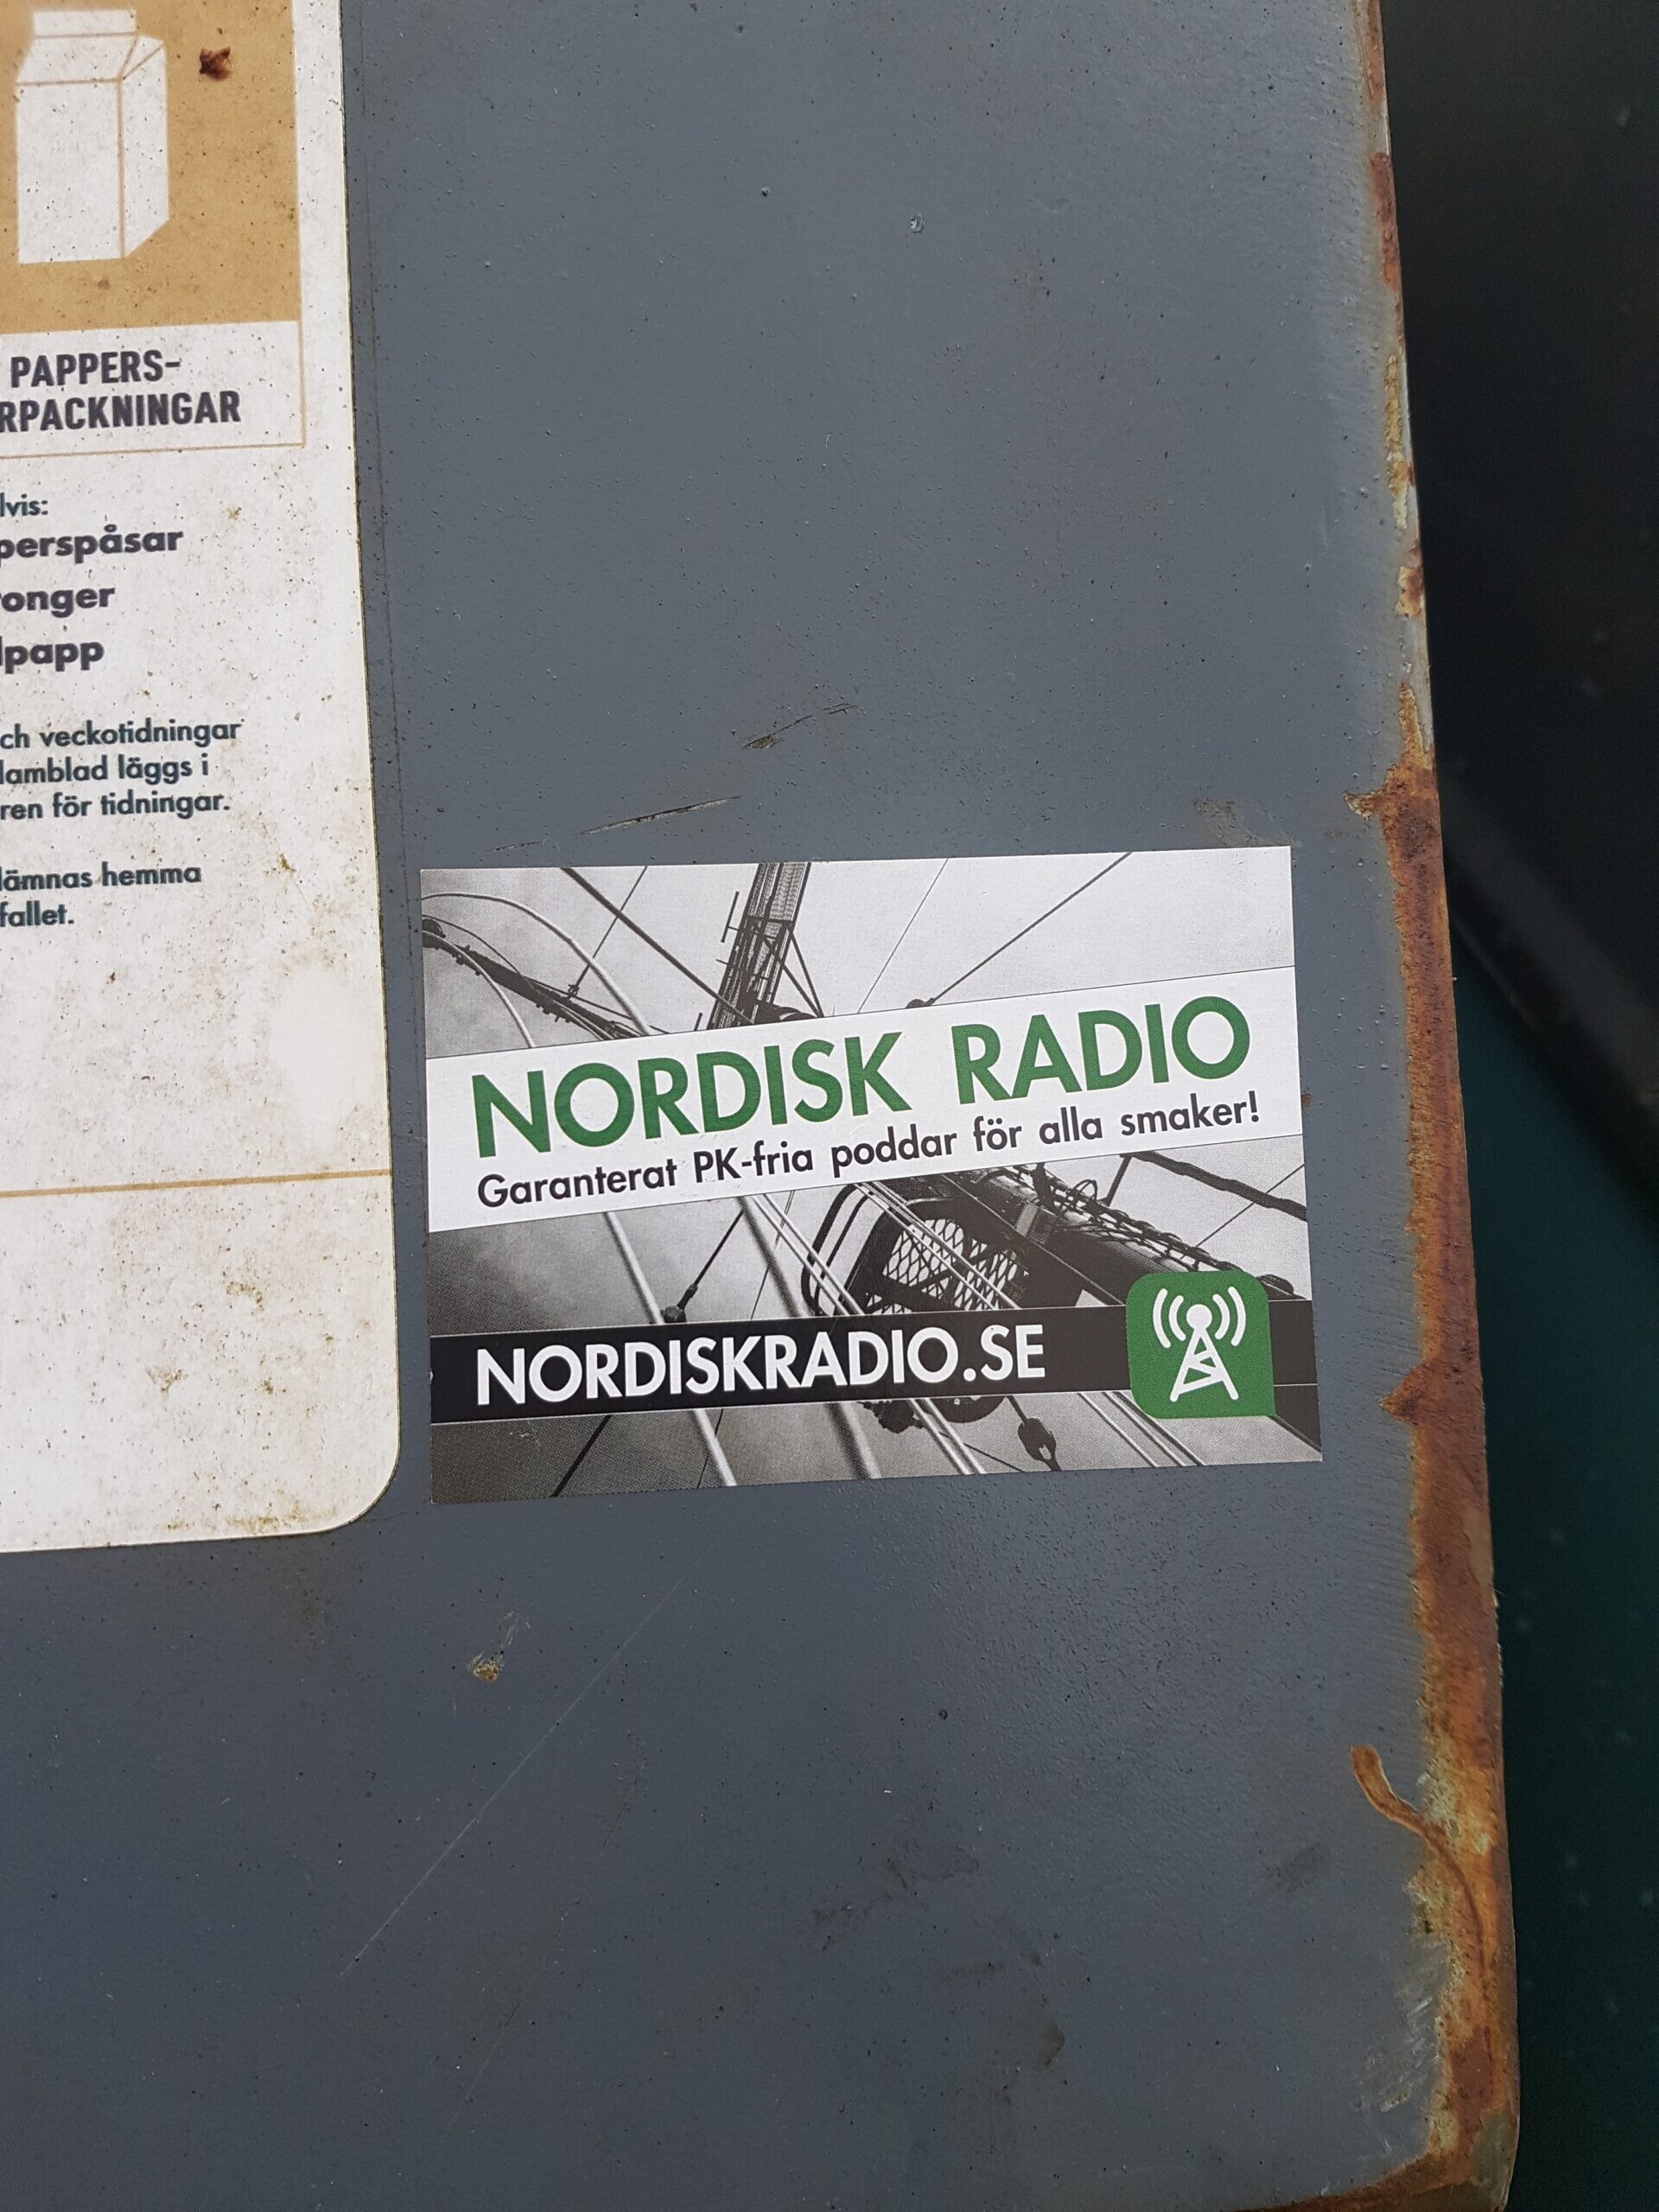 PAPPERS-
RPACKNINGAR
lvis:
perspåsar
onger
lpapp
ch veckotidningar
lamblad läggs i
ren för tidningar.
lämnas hemma
fallet.
NORDISK RADIO
Garanterat PK-fria poddar för alla smaker!
NORDISKRADIO.SE